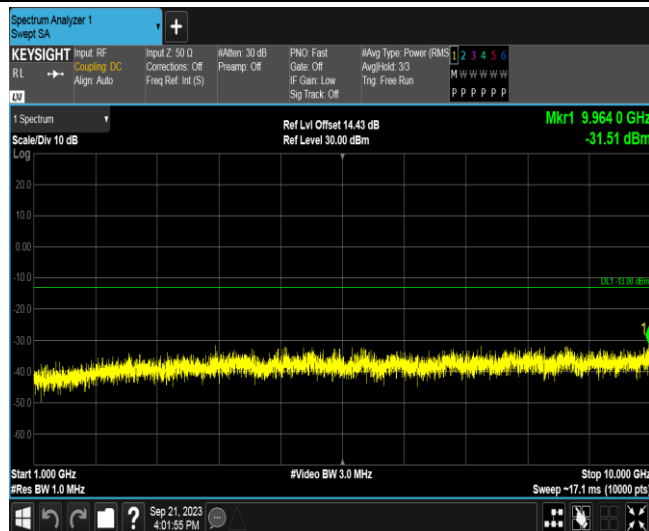 Spectrum Analyzer 1
Swept SA
+
KEYSIGHT
RL
LXI
Input: RF
Coupling: DC
Align: Auto
Input Z: 50 Ω
Corrections: Off
Freq Ref: Int (S)
#Atten: 30 dB
Preamp: Off
PNO: Fast
Gate: Off
IF Gain: Low
Sig Track: Off
#Avg Type: Power (RMS
Avg|Hold: 3/3
Trig: Free Run
1 2 3 4 5 6
M W W W W W
P P P P P P
1 Spectrum
Scale/Div 10 dB
Log
Ref Lvl Offset 14.43 dB
Ref Level 30.00 dBm
Mkr1 9.964 0 GHz
-31.51 dBm
20.0
10.0
0.00
-10.0
DL1 -13.00 dBm
-20.0
1
-30.0
-40.0
-50.0
-60.0
Start 1.000 GHz
#Res BW 1.0 MHz
#Video BW 3.0 MHz
Stop 10.000 GHz
Sweep ~17.1 ms (10000 pts)
?
Sep 21, 2023
4:01:55 PM